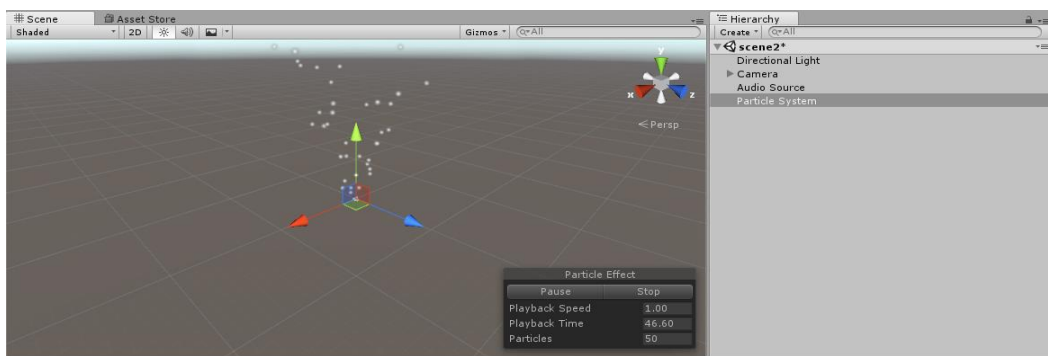 Scene
Asset Store
Shaded
2D
Gizmos
All
y
x
z
Persp
Particle Effect
Pause Stop
Playback Speed 1.00
Playback Time 46.60
Particles 50
Hierarchy
Create
All
scene2*
Directional Light
Camera
Audio Source
Particle System